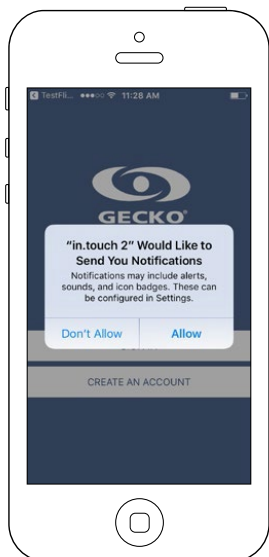 TestFli... 11:28 AM
GECKO®
"in.touch 2" Would Like to
Send You Notifications
Notifications may include alerts,
sounds, and icon badges. These can
be configured in Settings.
Don't Allow Allow
CREATE AN ACCOUNT